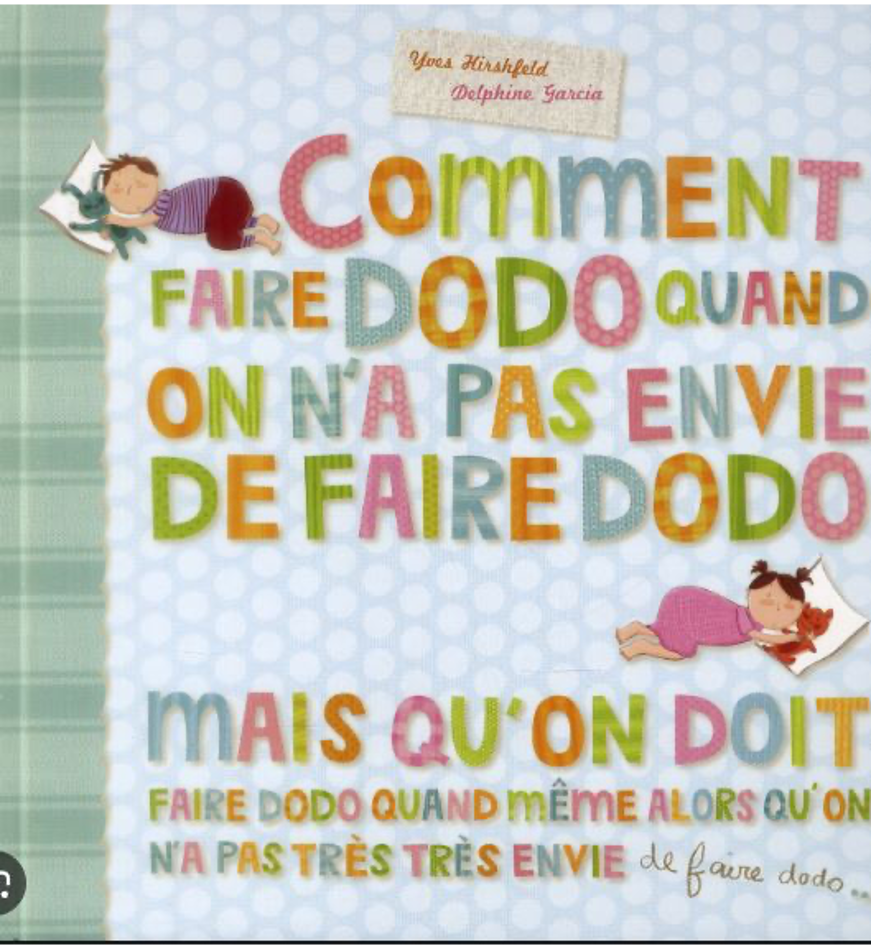 Yves Hirshfeld
Delphine Garcia
COMMENT
FAIRE DODO QUAND
ON N'A PAS ENVIE
DE FAIRE DODO
MAIS QU'ON DOIT
FAIRE DODO QUAND MÊME ALORS QU'ON
N'A PAS TRÈS TRÈS ENVIE de faire dodo...